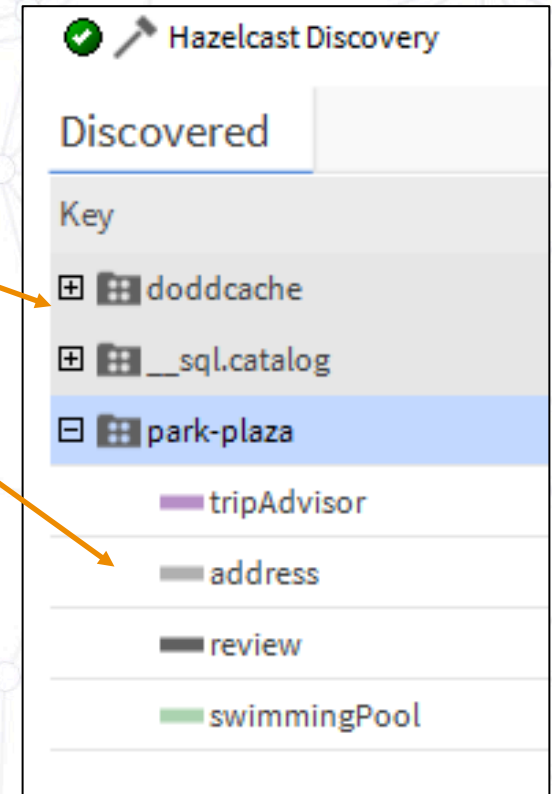 Hazelcast Discovery
Discovered
Key
doddcache
__sql.catalog
park-plaza
tripAdvisor
address
review
swimmingPool